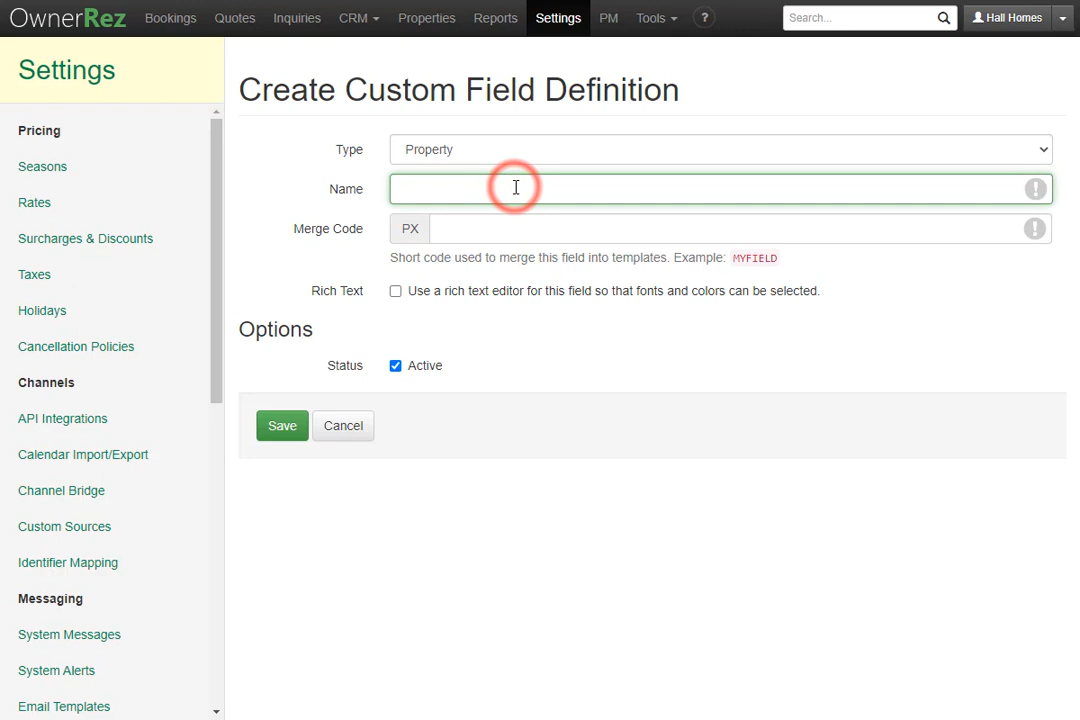 OwnerRez Bookings Quotes Inquiries CRM Properties Reports Settings PM Tools ? Search... Hall Homes
Settings
Pricing
Seasons
Rates
Surcharges & Discounts
Taxes
Holidays
Cancellation Policies
Channels
API Integrations
Calendar Import/Export
Channel Bridge
Custom Sources
Identifier Mapping
Messaging
System Messages
System Alerts
Email Templates
Create Custom Field Definition
Type Property
Name
Merge Code PX
Short code used to merge this field into templates. Example: MYFIELD
Rich Text Use a rich text editor for this field so that fonts and colors can be selected.
Options
Status Active
Save Cancel